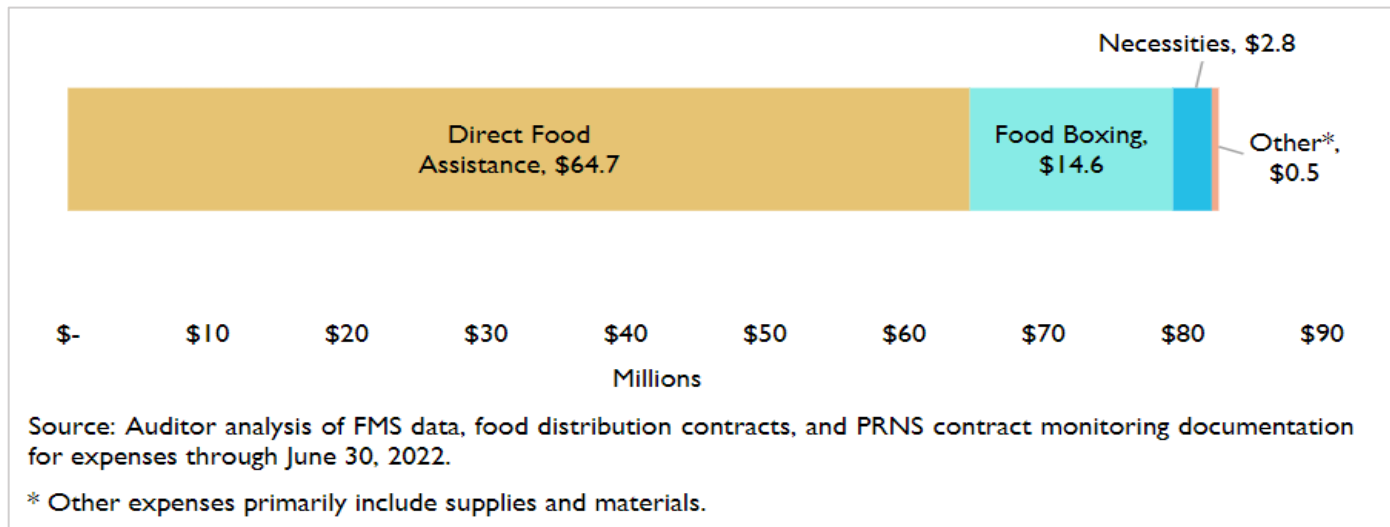 Necessities, $2.8
Direct Food
Assistance, $64.7
Food Boxing,
$14.6
Other*,
$0.5
$- $10 $20 $30 $40 $50 $60 $70 $80 $90
Millions
Source: Auditor analysis of FMS data, food distribution contracts, and PRNS contract monitoring documentation
for expenses through June 30, 2022.
* Other expenses primarily include supplies and materials.